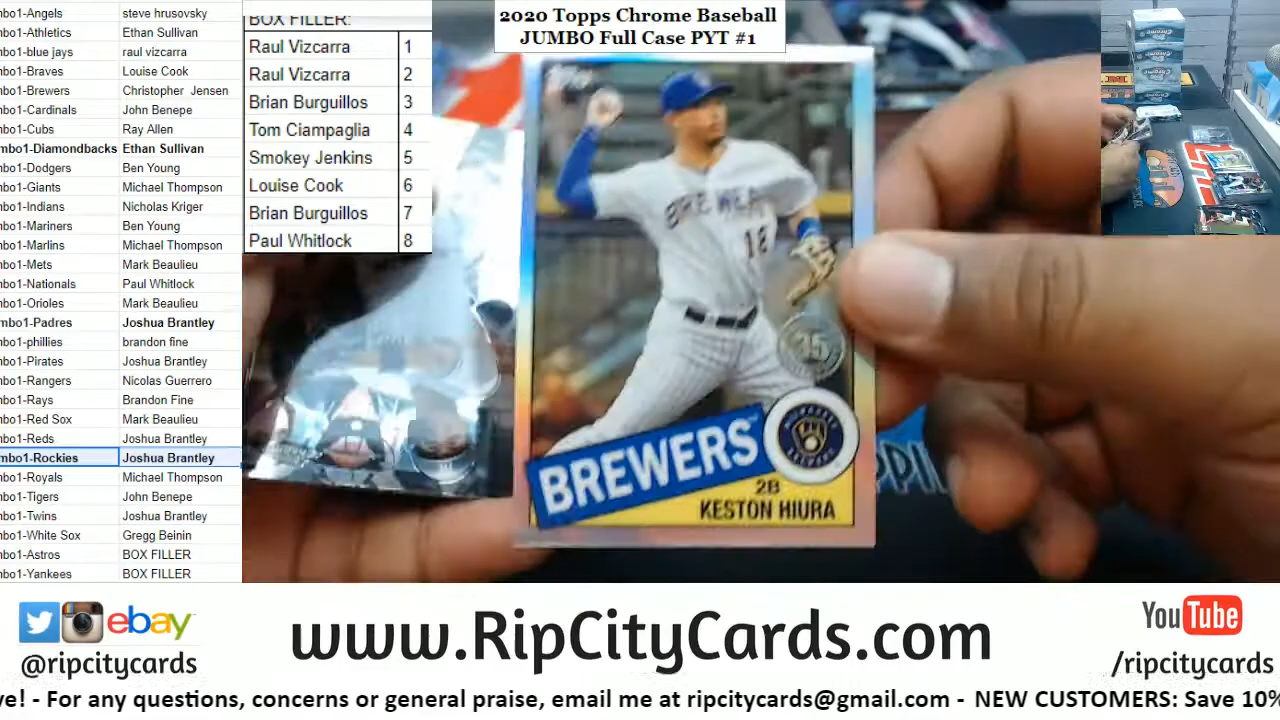 mbo1-Angels steve hrusovsky
mbo1-Athletics Ethan Sullivan
mbo1-blue jays raul vizcarra
mbo1-Braves Louise Cook
mbo1-Brewers Christopher Jensen
mbo1-Cardinals John Benepe
mbo1-Cubs Ray Allen
mbo1-Diamondbacks Ethan Sullivan
mbo1-Dodgers Ben Young
mbo1-Giants Michael Thompson
mbo1-Indians Nicholas Kriger
mbo1-Mariners Ben Young
mbo1-Marlins Michael Thompson
mbo1-Mets Mark Beaulieu
mbo1-Nationals Paul Whitlock
mbo1-Orioles Mark Beaulieu
mbo1-Padres Joshua Brantley
mbo1-phillies brandon fine
mbo1-Pirates Joshua Brantley
mbo1-Rangers Nicolas Guerrero
mbo1-Rays Brandon Fine
mbo1-Red Sox Mark Beaulieu
mbo1-Reds Joshua Brantley
mbo1-Rockies Joshua Brantley
mbo1-Royals Michael Thompson
mbo1-Tigers John Benepe
mbo1-Twins Joshua Brantley
mbo1-White Sox Gregg Beinin
mbo1-Astros BOX FILLER
mbo1-Yankees BOX FILLER
BOX FILLER:
Raul Vizcarra 1
Raul Vizcarra 2
Brian Burguillos 3
Tom Ciampaglia 4
Smokey Jenkins 5
Louise Cook 6
Brian Burguillos 7
Paul Whitlock 8
2020 Topps Chrome Baseball
JUMBO Full Case PYT #1
Topps
BREWE
18
35
BREWERS
MILWAUKEE
BREWERS
2B
KESTON HIURA
ebay
@ripcitycards
www.RipCityCards.com
YouTube
/ripcitycards
ve! - For any questions, concerns or general praise, email me at ripcitycards@gmail.com - NEW CUSTOMERS: Save 10%